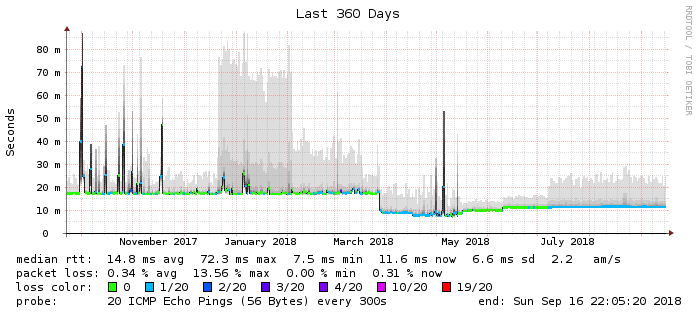 Last 360 Days
RRDTOOL / TOBI OETIKER
Seconds
80 m
70 m
60 m
50 m
40 m
30 m
20 m
10 m
0
November 2017 January 2018 March 2018 May 2018 July 2018
median rtt: 14.8 ms avg 72.3 ms max 7.5 ms min 11.6 ms now 6.6 ms sd 2.2 am/s
packet loss: 0.34 % avg 13.56 % max 0.00 % min 0.31 % now
loss color: 0 1/20 2/20 3/20 4/20 10/20 19/20
probe: 20 ICMP Echo Pings (56 Bytes) every 300s end: Sun Sep 16 22:05:20 2018